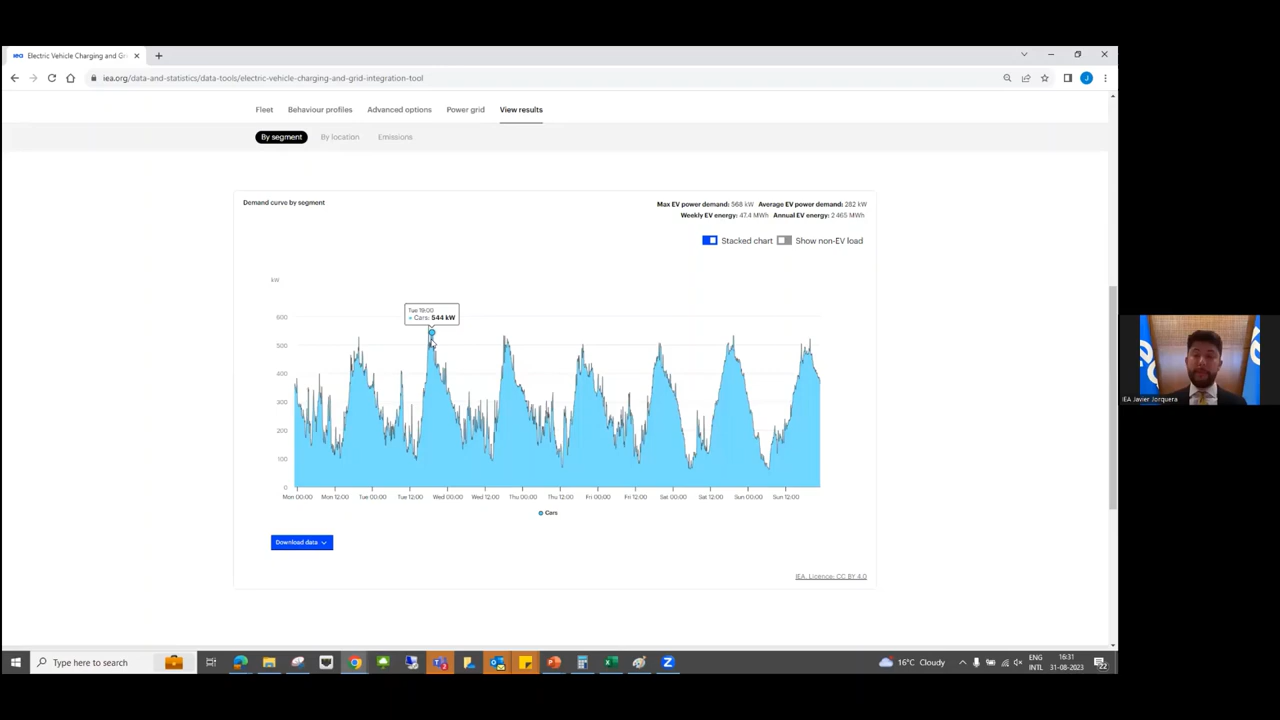 Electric Vehicle Charging and Gr
iea.org/data-and-statistics/data-tools/electric-vehicle-charging-and-grid-integration-tool
Fleet Behaviour profiles Advanced options Power grid View results
By segment By location Emissions
Demand curve by segment
Max EV power demand: 568 kW Average EV power demand: 282 kW
Weekly EV energy: 47.4 MWh Annual EV energy: 2 465 MWh
Stacked chart Show non-EV load
kW
Tue 19:00
Cars: 544 kW
600
500
400
300
200
100
0
Mon 00:00 Mon 12:00 Tue 00:00 Tue 12:00 Wed 00:00 Wed 12:00 Thu 00:00 Thu 12:00 Fri 00:00 Fri 12:00 Sat 00:00 Sat 12:00 Sun 00:00 Sun 12:00
Cars
Download data
IEA. Licence: CC BY 4.0
IEA Javier Jorquera
Type here to search
16°C Cloudy
ENG
INTL
16:31
31-08-2023
22